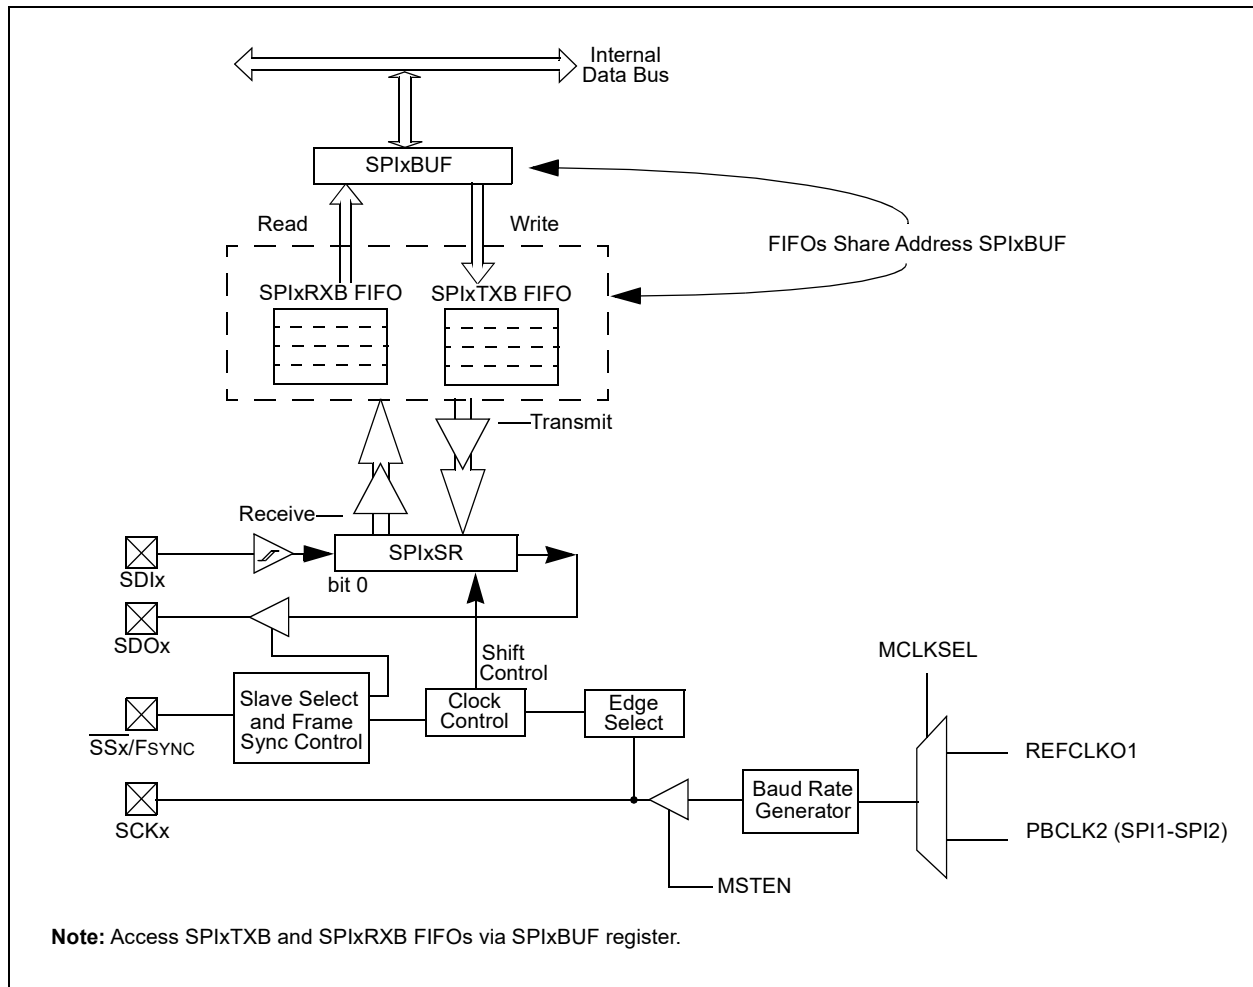 Internal
Data Bus
SPIxBUF
Read
Write
FIFOs Share Address SPIxBUF
SPIxRXB FIFO
SPIxTXB FIFO
Transmit
Receive
SPIxSR
SDIx
bit 0
SDOx
Shift
Control
MCLKSEL
Slave Select
and Frame
Sync Control
Clock
Control
Edge
Select
SSx/FSYNC
REFCLKO1
Baud Rate
Generator
SCKx
PBCLK2 (SPI1-SPI2)
MSTEN
Note: Access SPIxTXB and SPIxRXB FIFOs via SPIxBUF register.